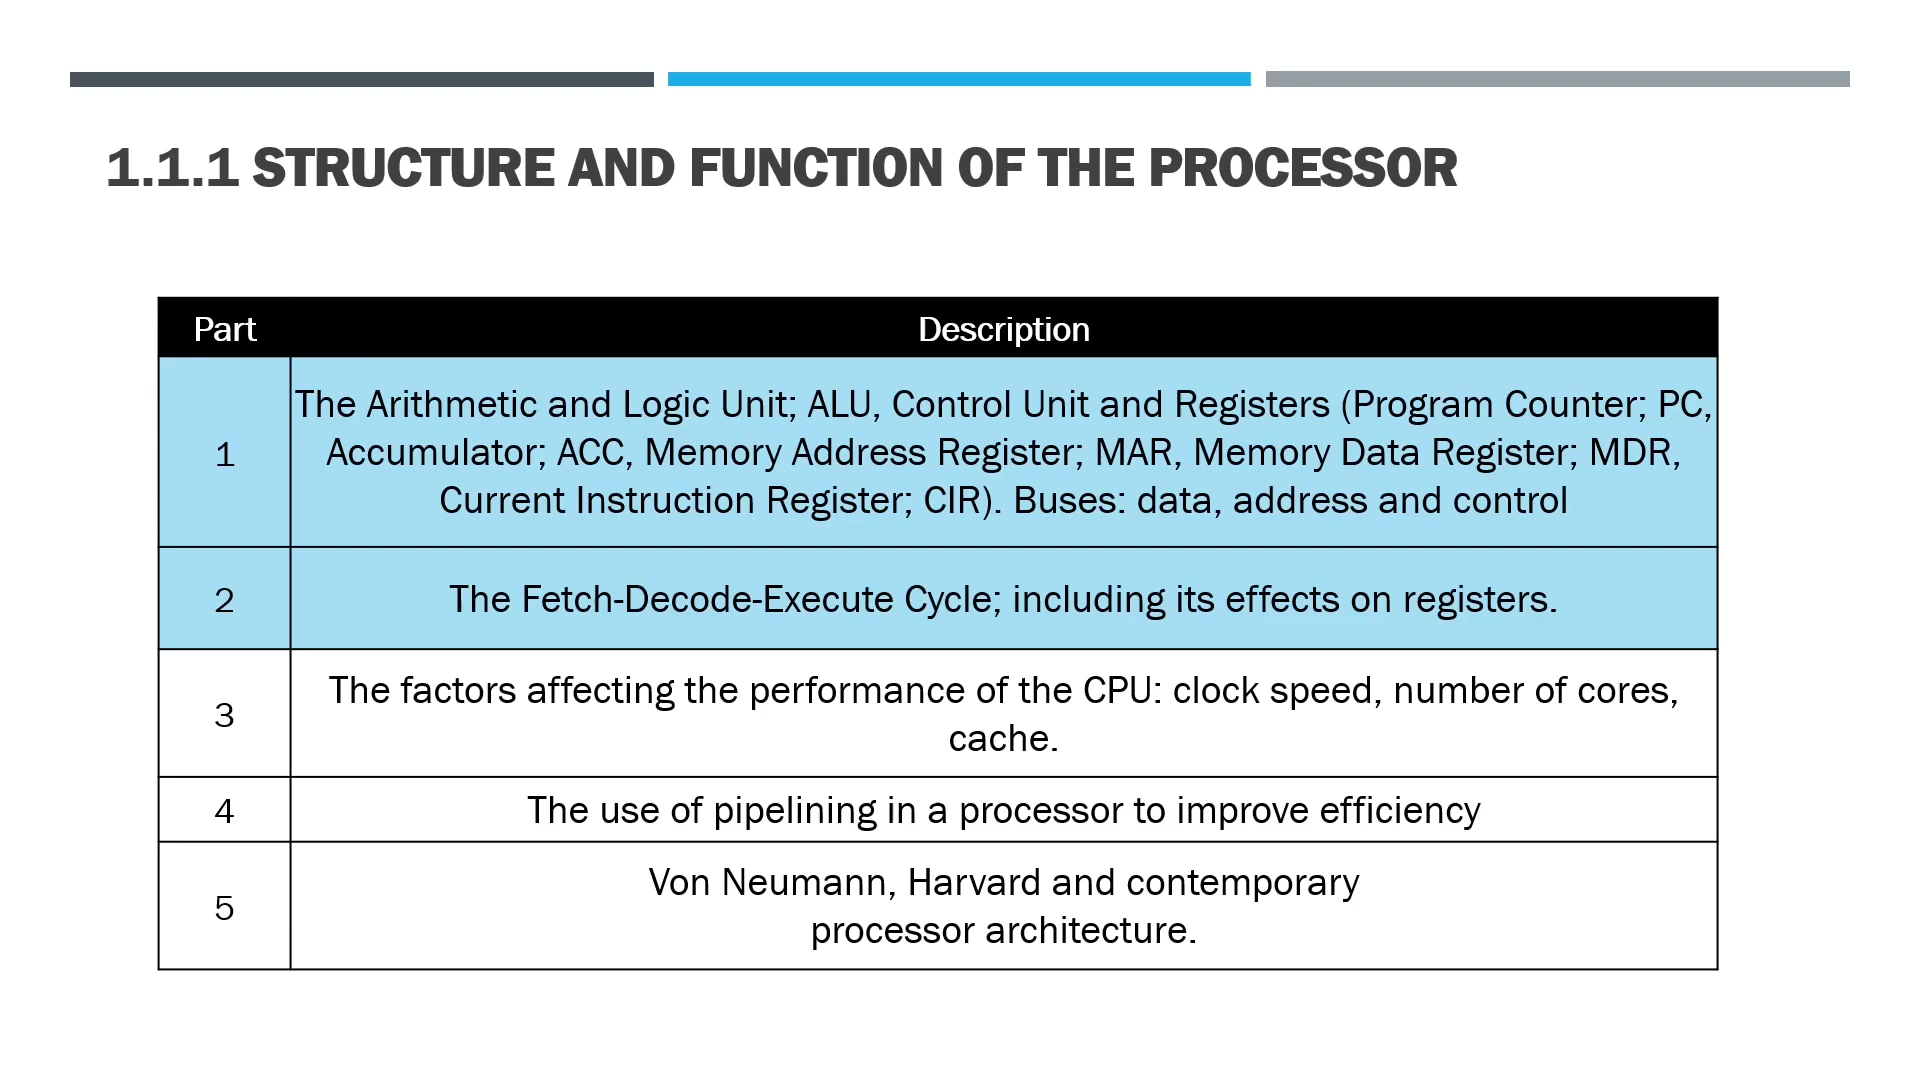 1.1.1 STRUCTURE AND FUNCTION OF THE PROCESSOR
Part Description
1 The Arithmetic and Logic Unit; ALU, Control Unit and Registers (Program Counter; PC,
Accumulator; ACC, Memory Address Register; MAR, Memory Data Register; MDR,
Current Instruction Register; CIR). Buses: data, address and control
2 The Fetch-Decode-Execute Cycle; including its effects on registers.
3 The factors affecting the performance of the CPU: clock speed, number of cores,
cache.
4 The use of pipelining in a processor to improve efficiency
5 Von Neumann, Harvard and contemporary
processor architecture.